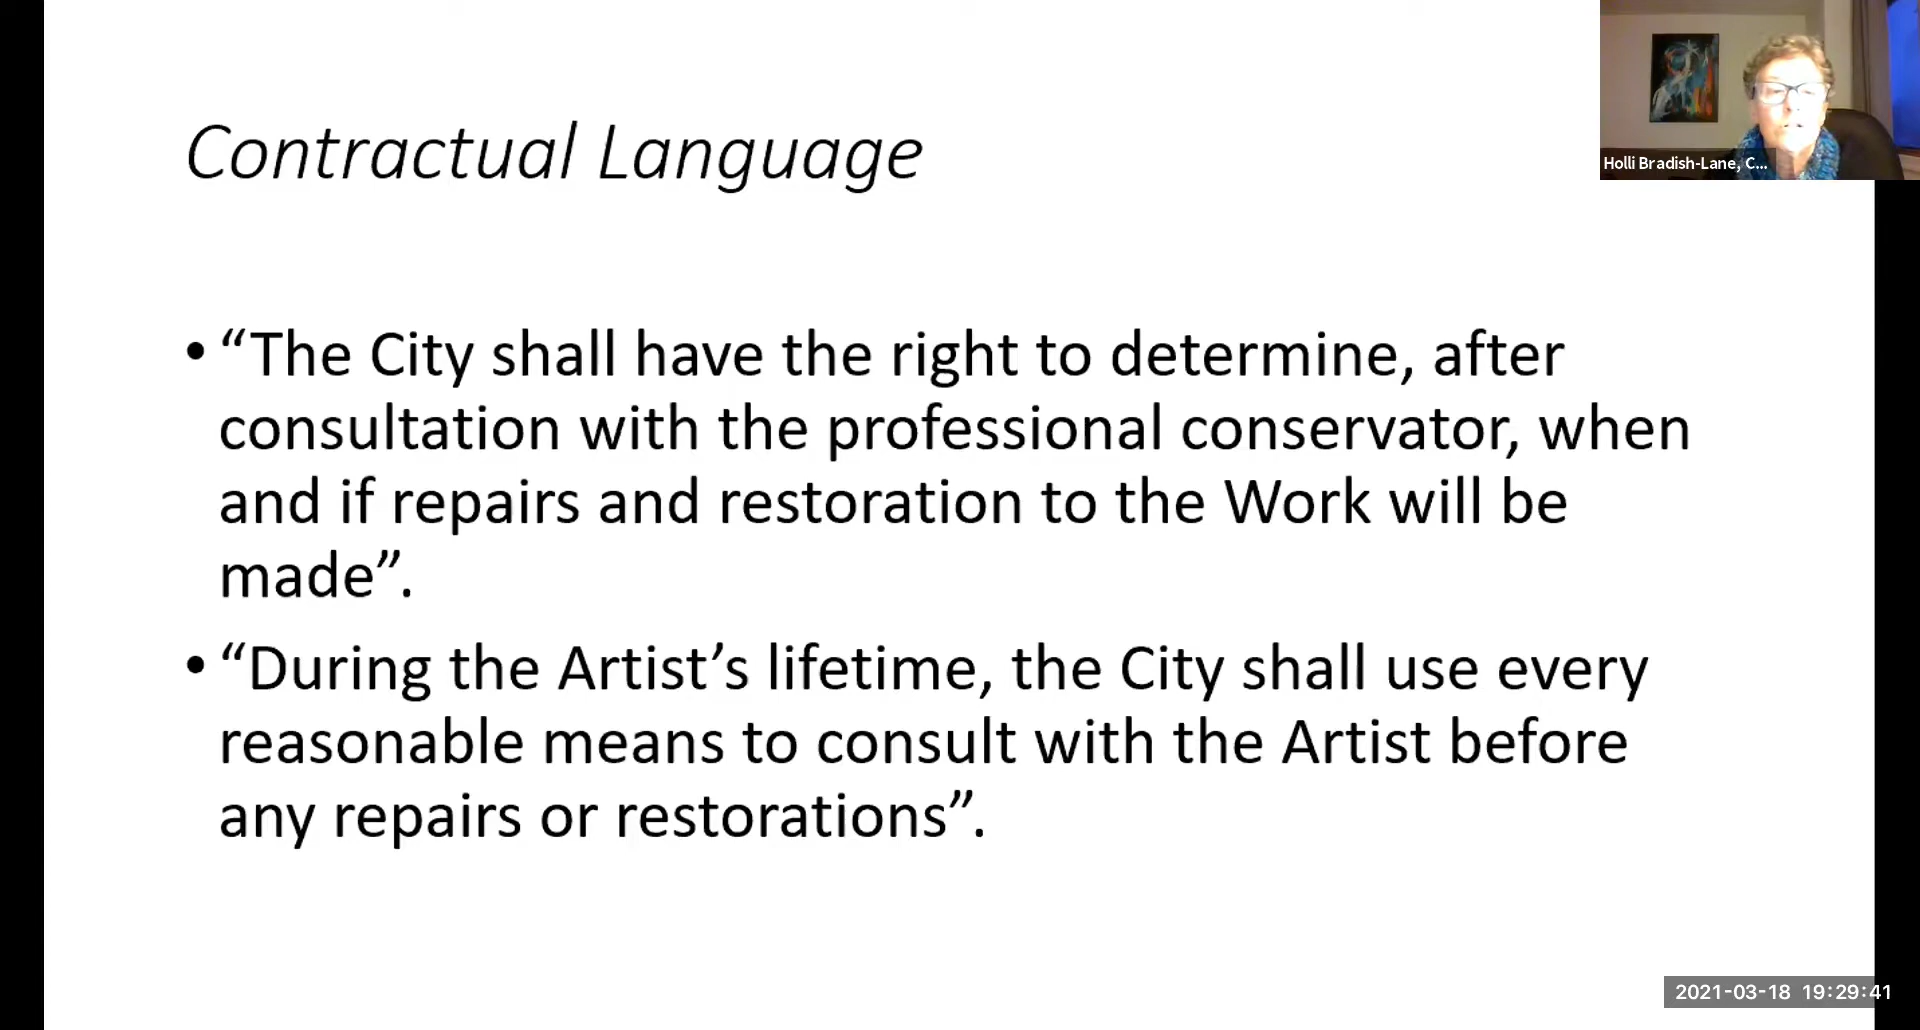 Contractual Language
Holli Bradish-Lane, C...
• “The City shall have the right to determine, after
consultation with the professional conservator, when
and if repairs and restoration to the Work will be
made”.
• “During the Artist’s lifetime, the City shall use every
reasonable means to consult with the Artist before
any repairs or restorations”.
2021-03-18 19:29:41